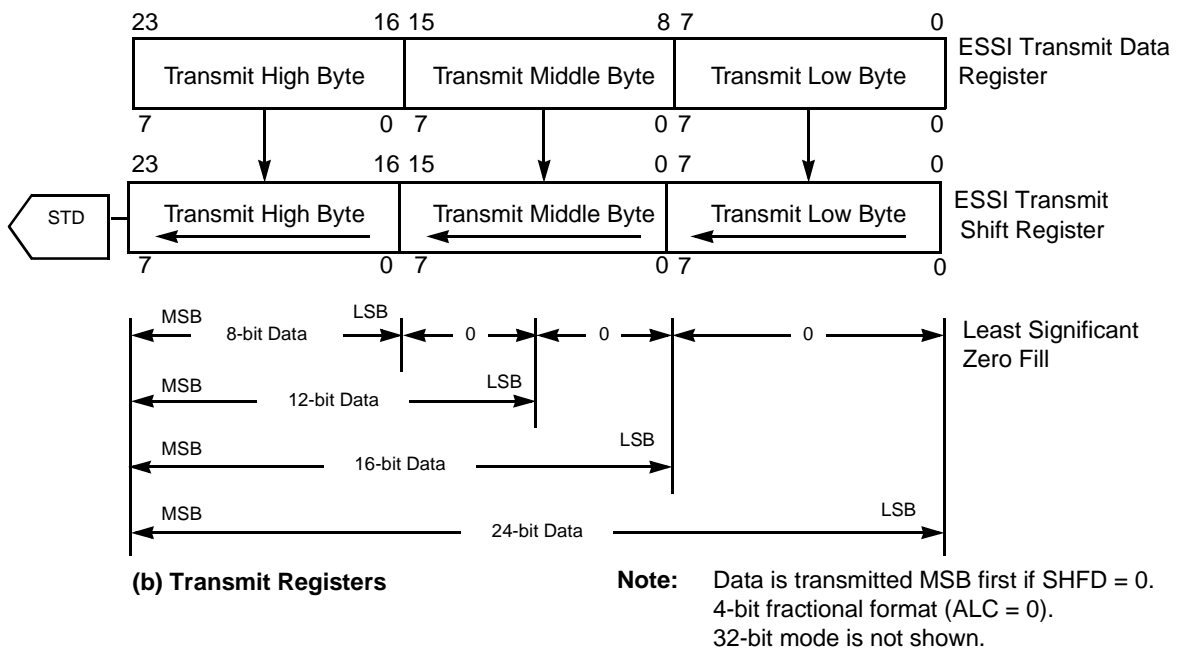 23 16 15 8 7 0
ESSI Transmit Data
Register
Transmit High Byte Transmit Middle Byte Transmit Low Byte
7 0 7 0 7 0
23 16 15 0 7 0
STD
Transmit High Byte Transmit Middle Byte Transmit Low Byte
ESSI Transmit
Shift Register
7 0 7 0 7 0
MSB 8-bit Data LSB 0 0 0
Least Significant
Zero Fill
MSB 12-bit Data LSB
MSB 16-bit Data LSB
MSB 24-bit Data LSB
(b) Transmit Registers
Note: Data is transmitted MSB first if SHFD = 0.
4-bit fractional format (ALC = 0).
32-bit mode is not shown.